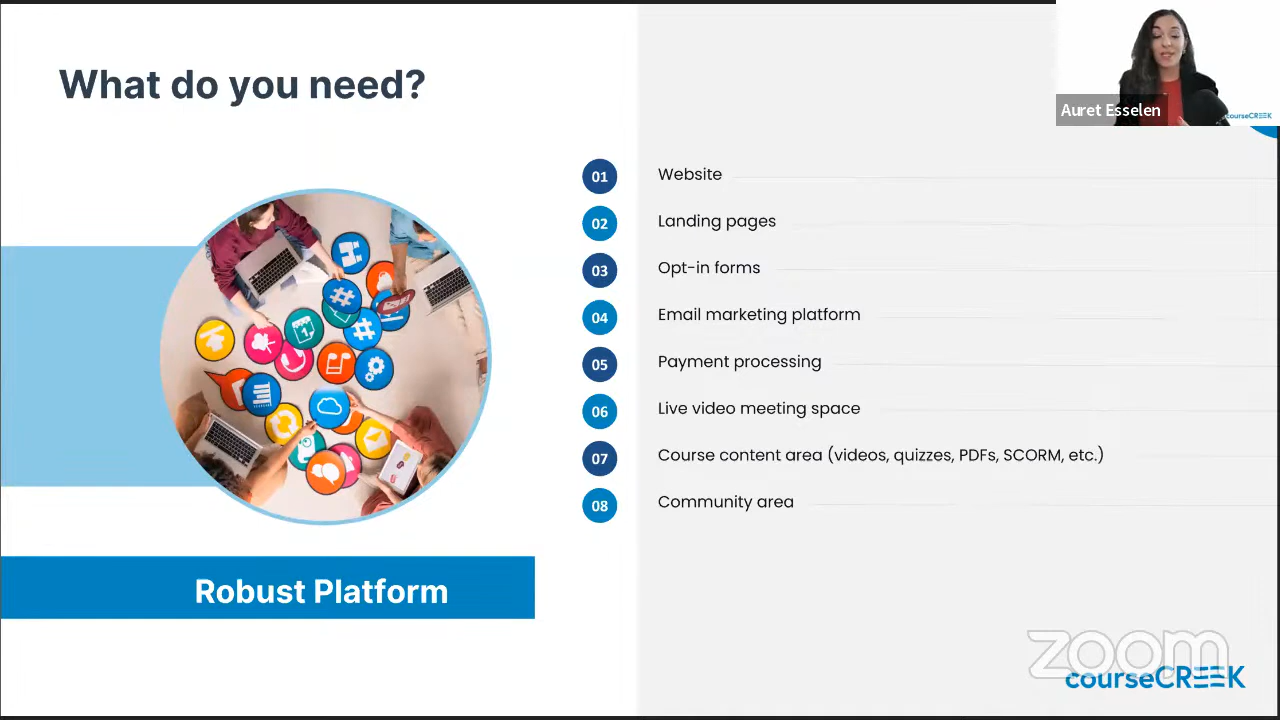 What do you need?
Auret Esselen
courseCREEK
01 Website
02 Landing pages
03 Opt-in forms
04 Email marketing platform
05 Payment processing
06 Live video meeting space
07 Course content area (videos, quizzes, PDFs, SCORM, etc.)
08 Community area
Robust Platform
zoom
courseCREEK